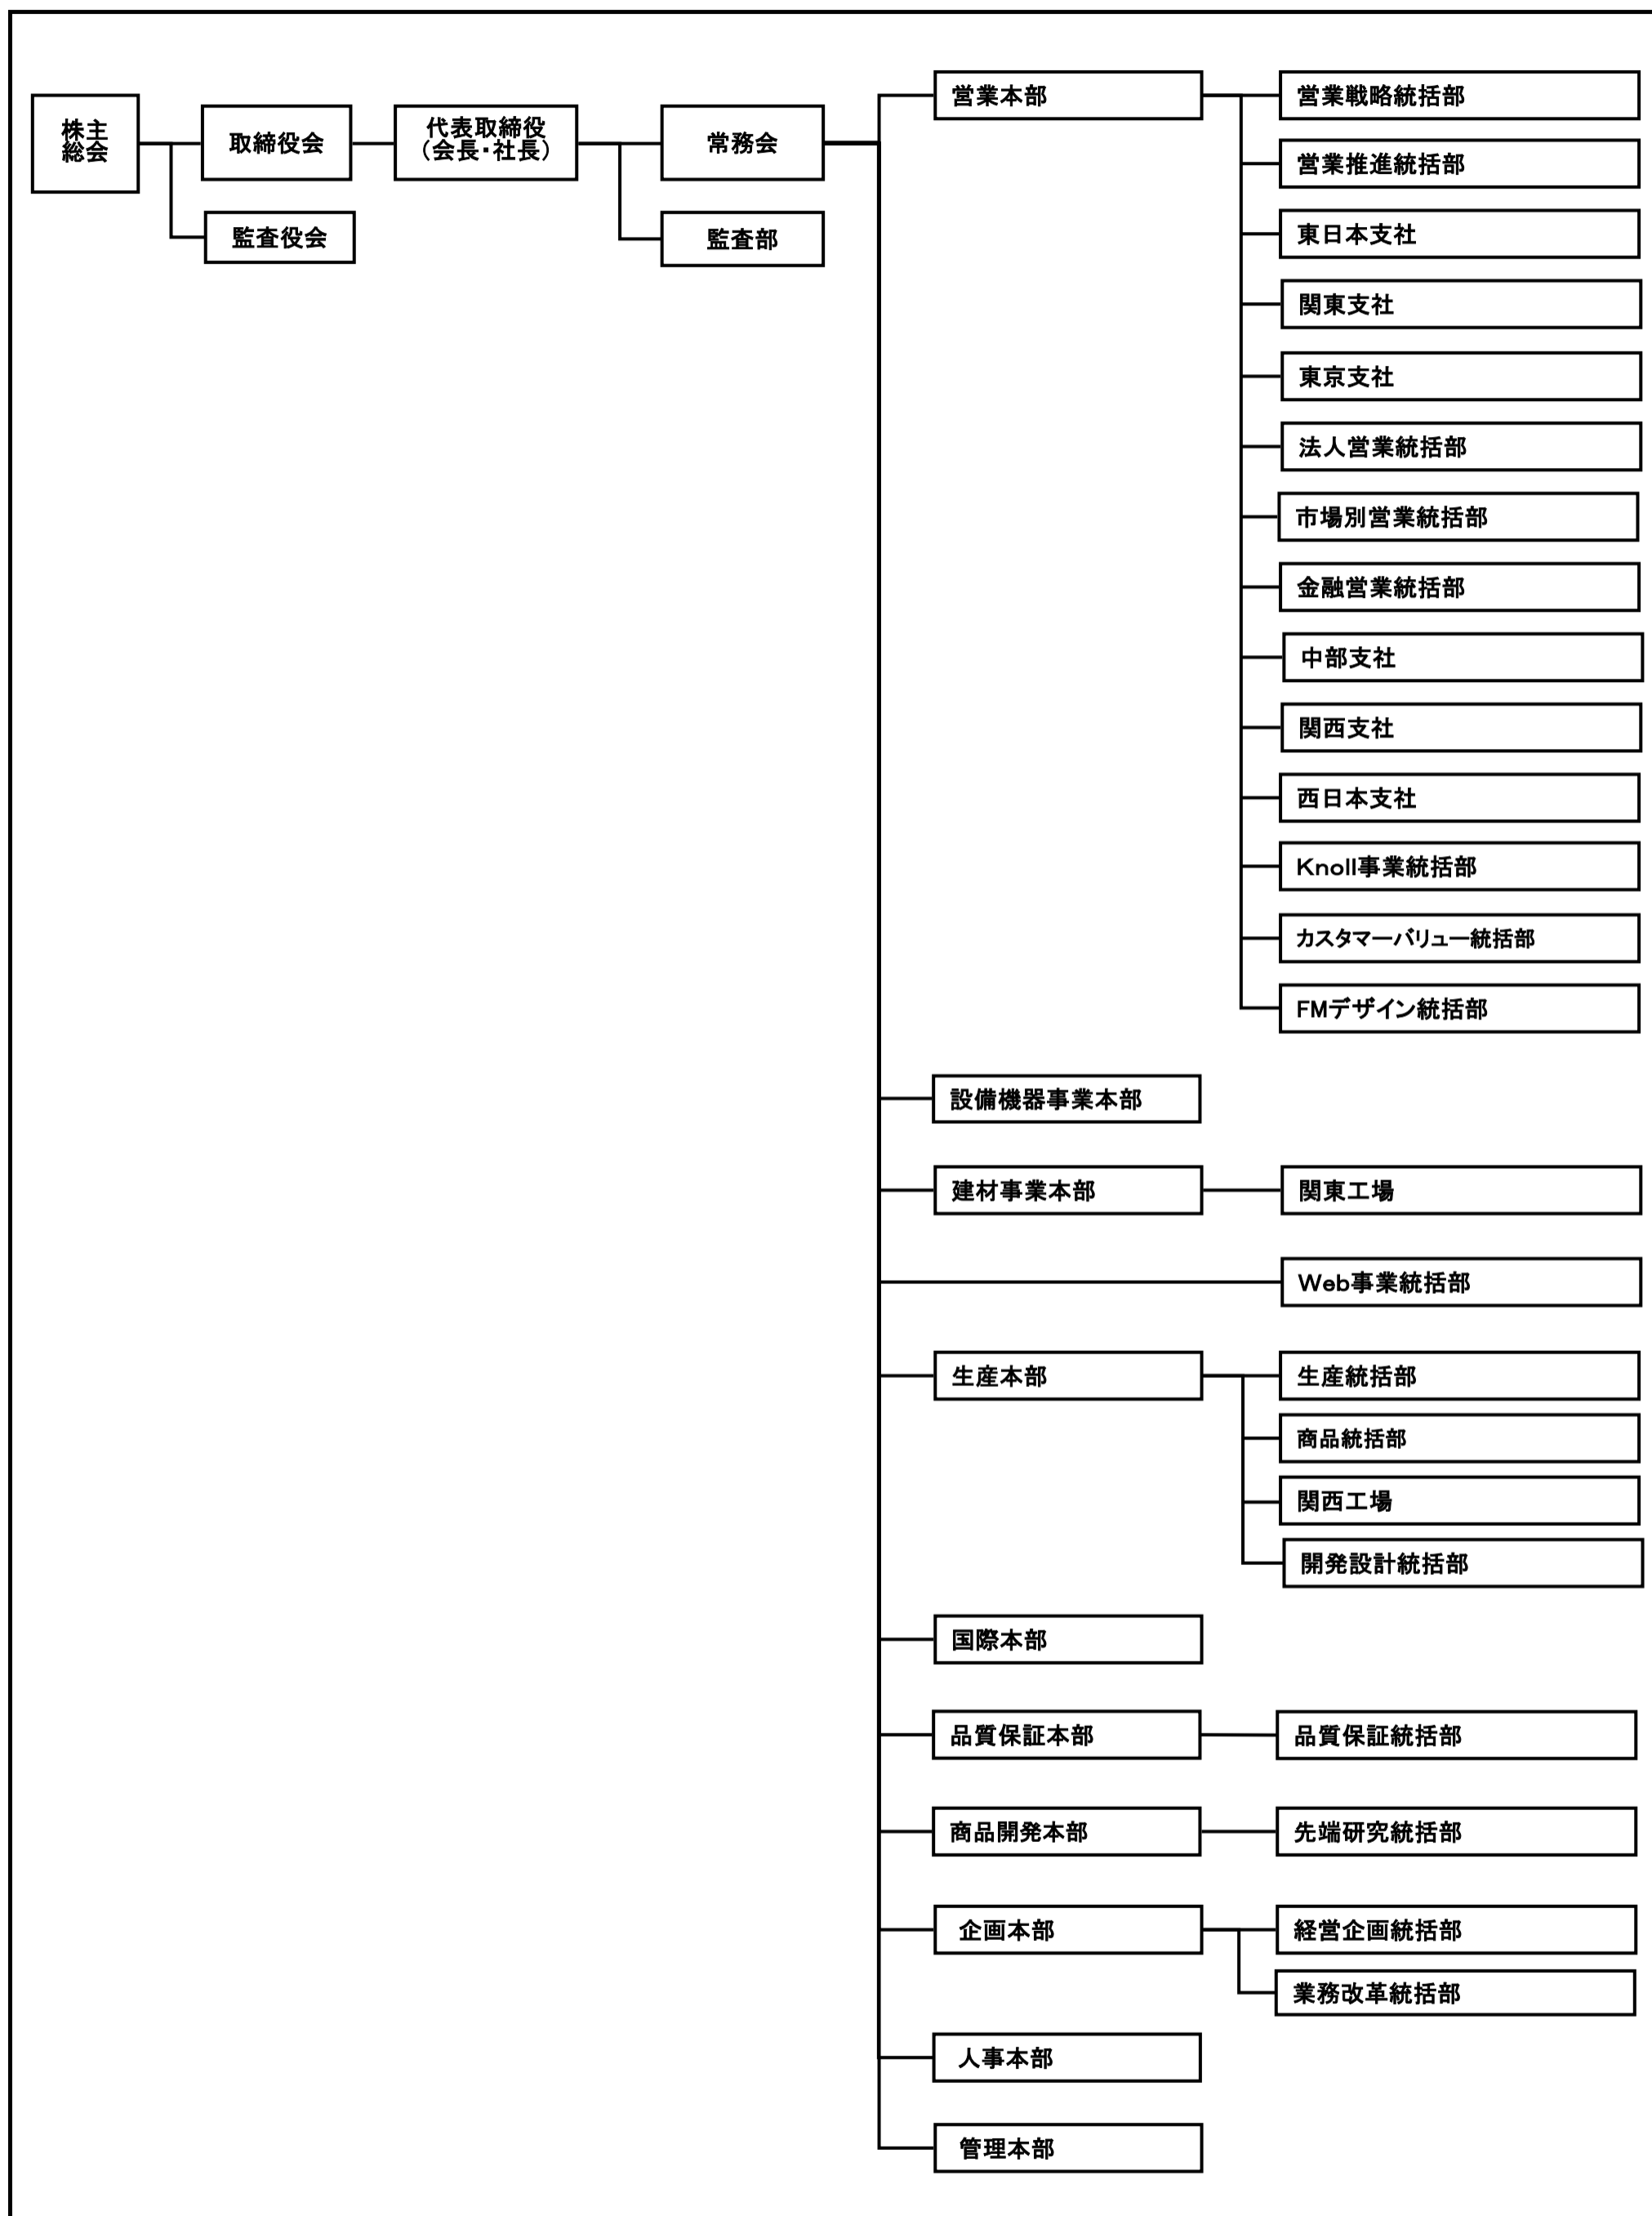 株主
総会
取締役会
監査役会
代表取締役
（会長・社長）
常務会
監査部
営業本部
営業戦略統括部
営業推進統括部
東日本支社
関東支社
東京支社
法人営業統括部
市場別営業統括部
金融営業統括部
中部支社
関西支社
西日本支社
Knoll事業統括部
カスタマーバリュー統括部
FMデザイン統括部
設備機器事業本部
建材事業本部
関東工場
Web事業統括部
生産本部
生産統括部
商品統括部
関西工場
開発設計統括部
国際本部
品質保証本部
品質保証統括部
商品開発本部
先端研究統括部
企画本部
経営企画統括部
業務改革統括部
人事本部
管理本部